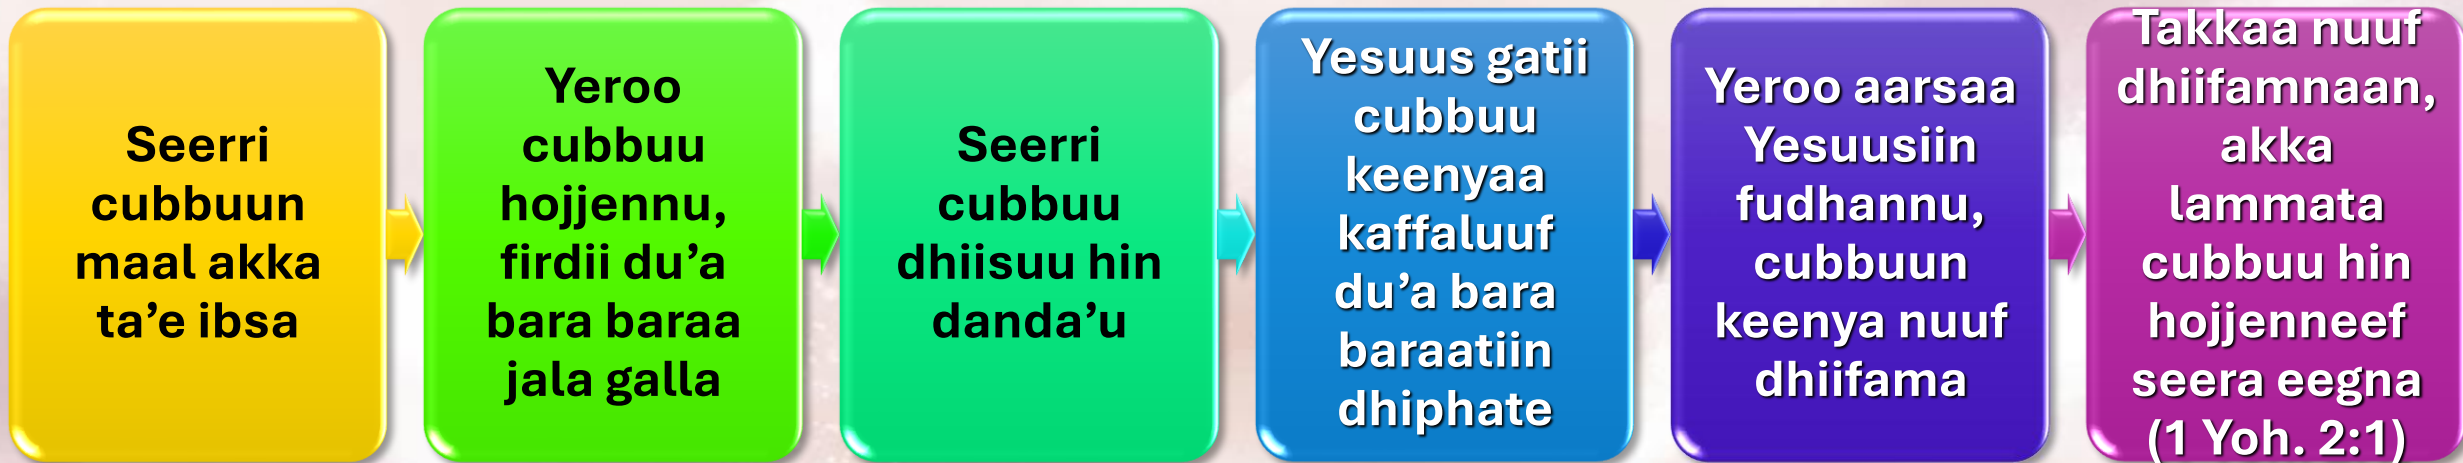 Seerri
cubbuun
maal akka
ta’e ibsa
Yeroo
cubbuu
hojjennu,
firdii du’a
bara baraa
jala galla
Seerri
cubbuu
dhiisuu hin
danda’u
Yesuus gatii
cubbuu
keenyaa
kaffaluuf
du’a bara
baraatiin
dhiphate
Yeroo aarsaa
Yesuusiin
fudhannu,
cubbuun
keenya nuuf
dhiifama
Takkaa nuuf
dhiifamnaan,
akka
lammata
cubbuu hin
hojjenneef
seera eegna
(1 Yoh. 2:1)